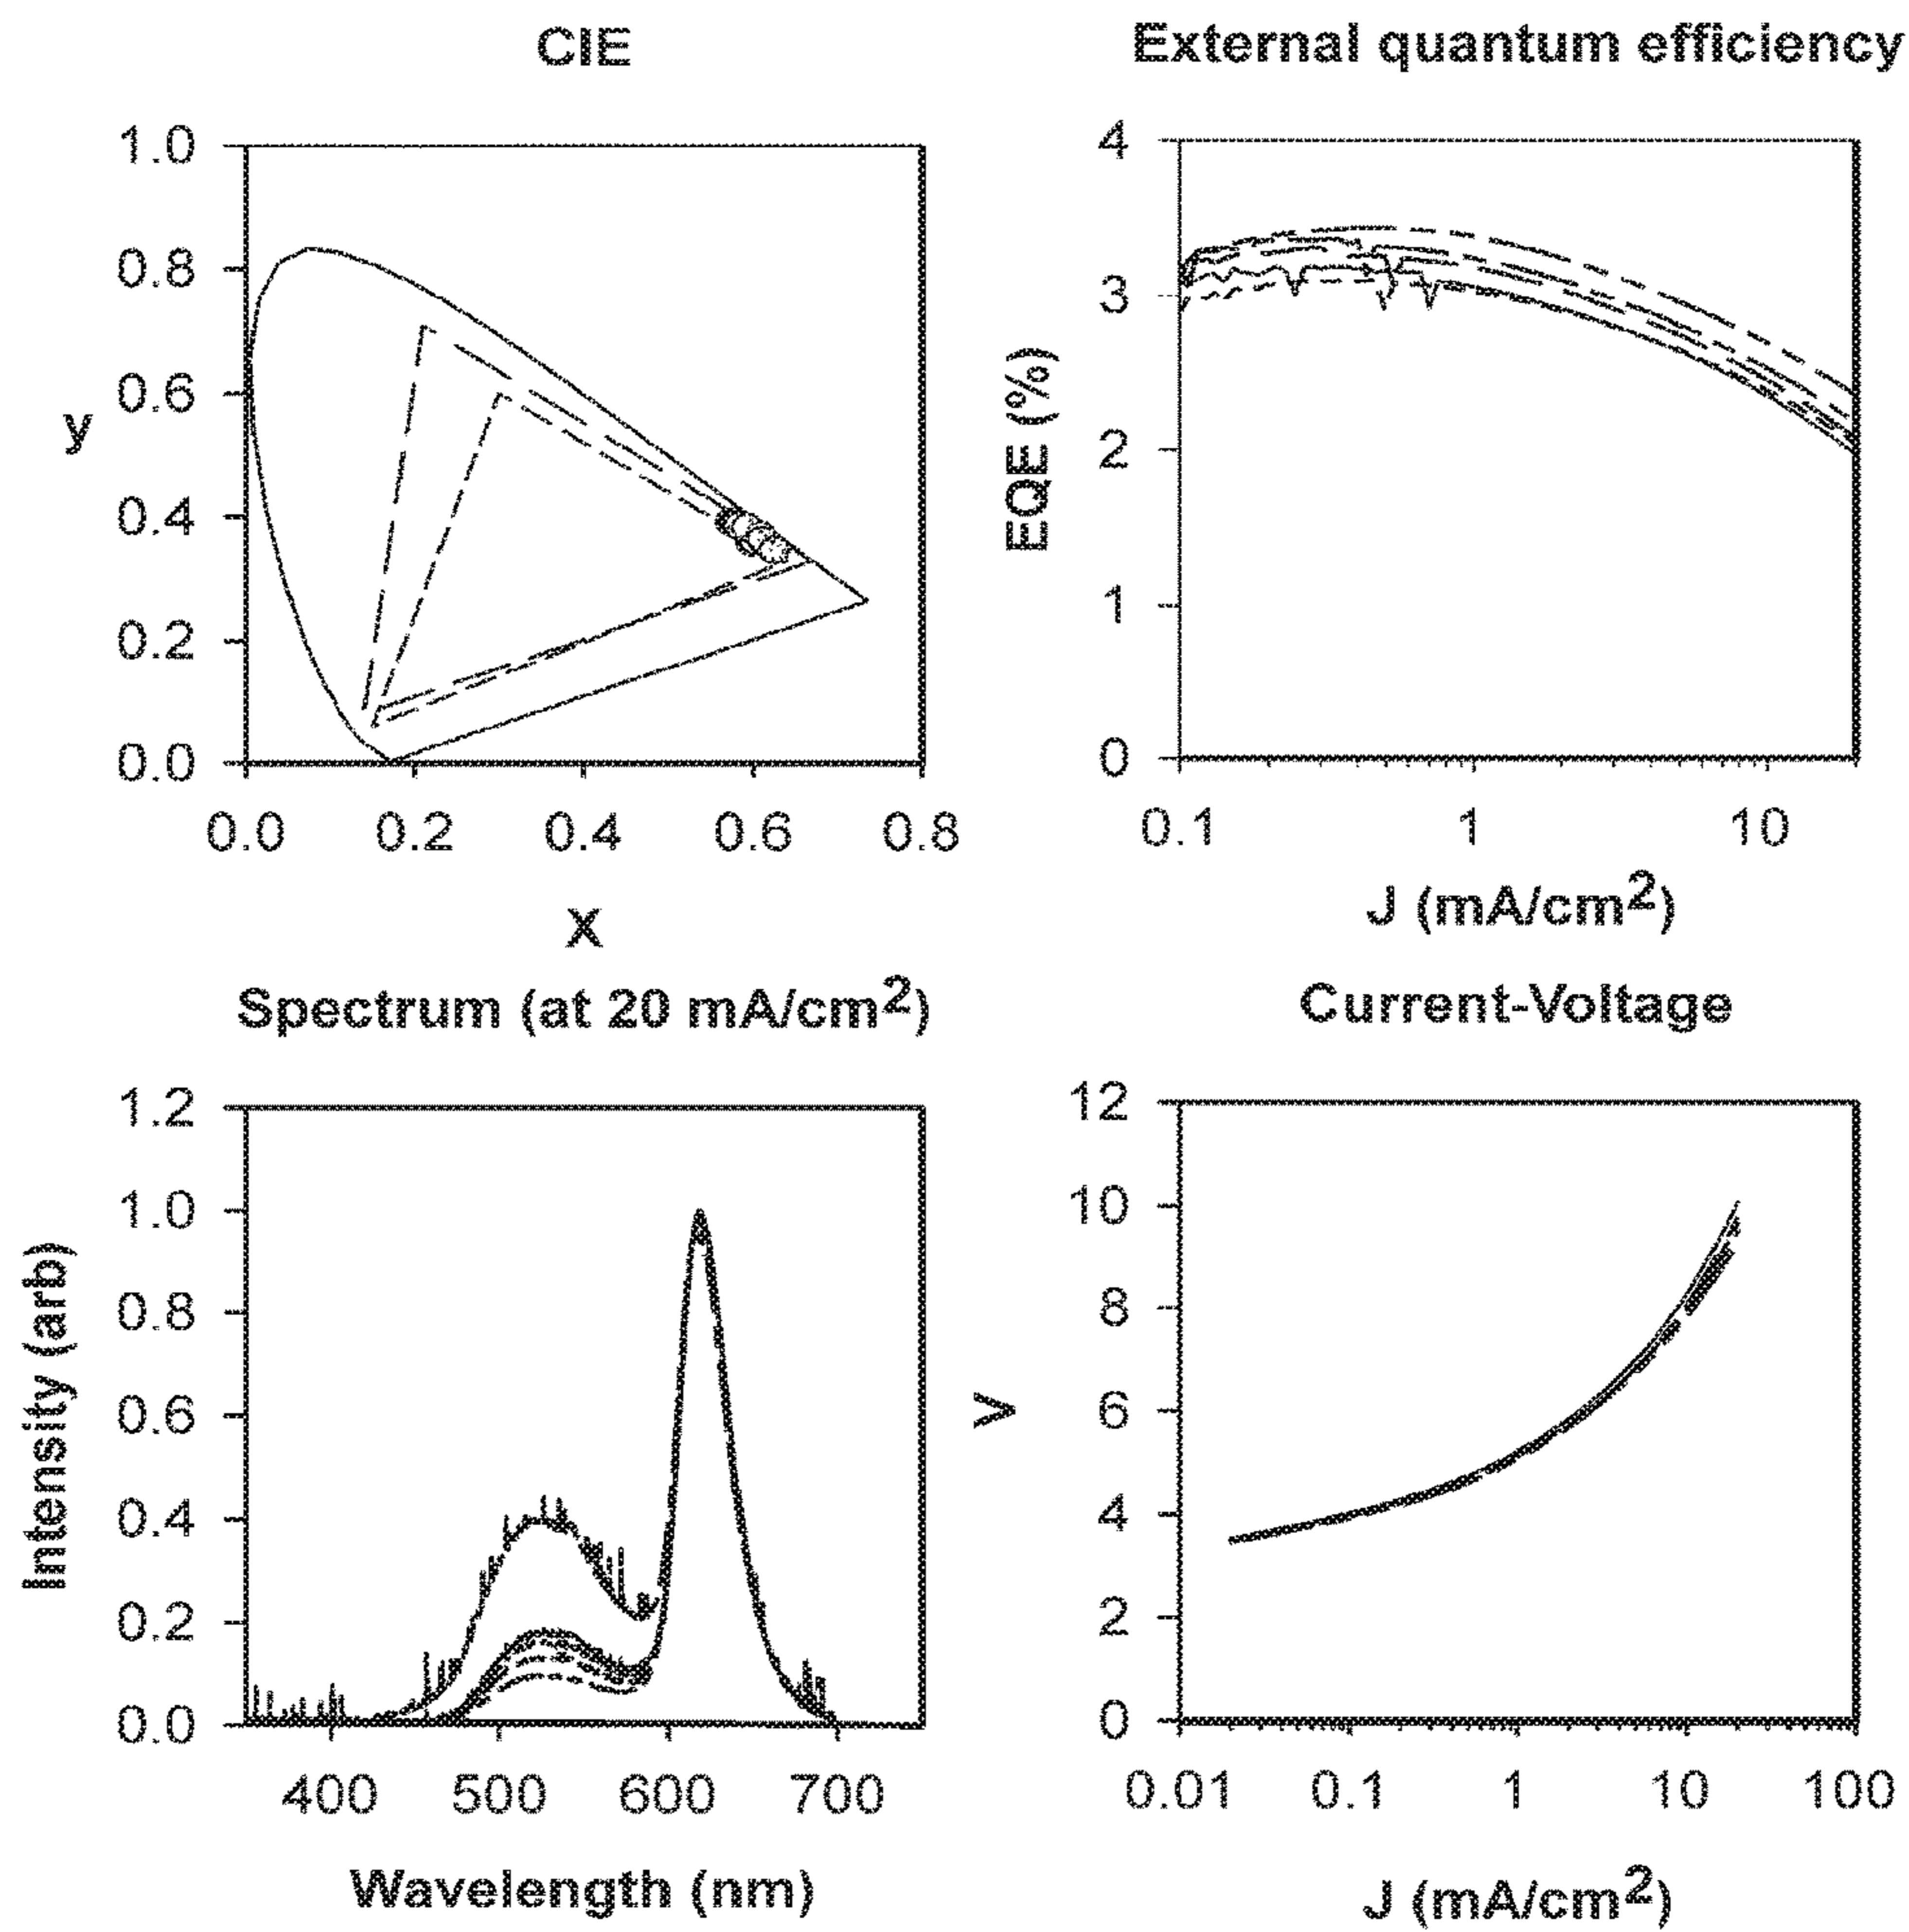 CIE
1.0
0.8
0.6
0.4
0.2
0.0
y
0.0 0.2 0.4 0.6 0.8
X
External quantum efficiency
4
3
2
1
0
EQE (%)
0.1 1 10
J (mA/cm²)
Spectrum (at 20 mA/cm²)
1.2
1.0
0.8
0.6
0.4
0.2
0.0
Intensity (arb)
400 500 600 700
Wavelength (nm)
Current-Voltage
12
10
8
6
4
2
0
V
0.01 0.1 1 10 100
J (mA/cm²)